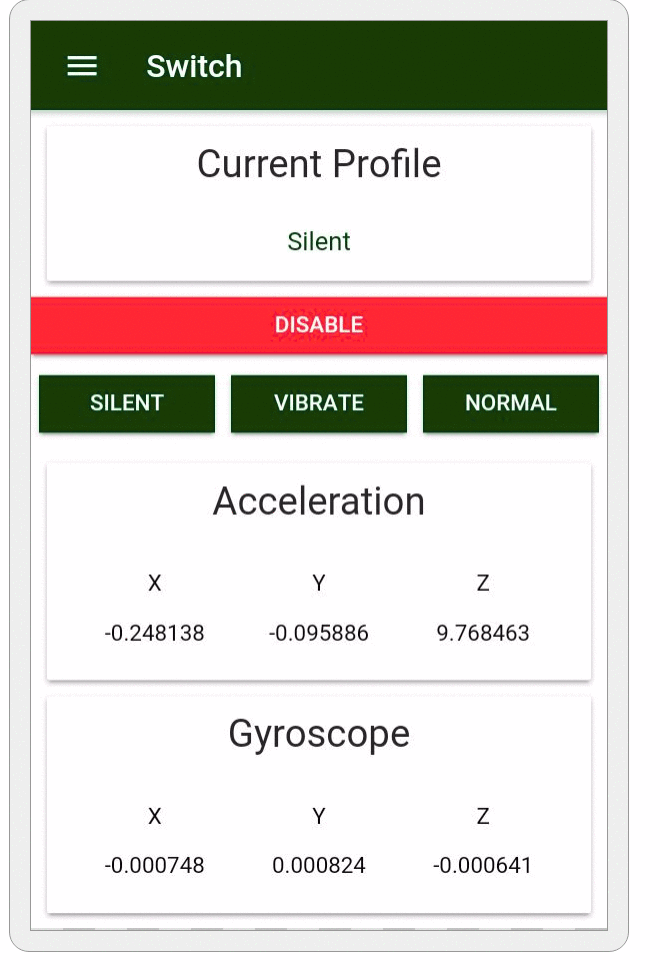 Switch
Current Profile
Silent
DISABLE
SILENT VIBRATE NORMAL
Acceleration
X Y Z
-0.248138 -0.095886 9.768463
Gyroscope
X Y Z
-0.000748 0.000824 -0.000641